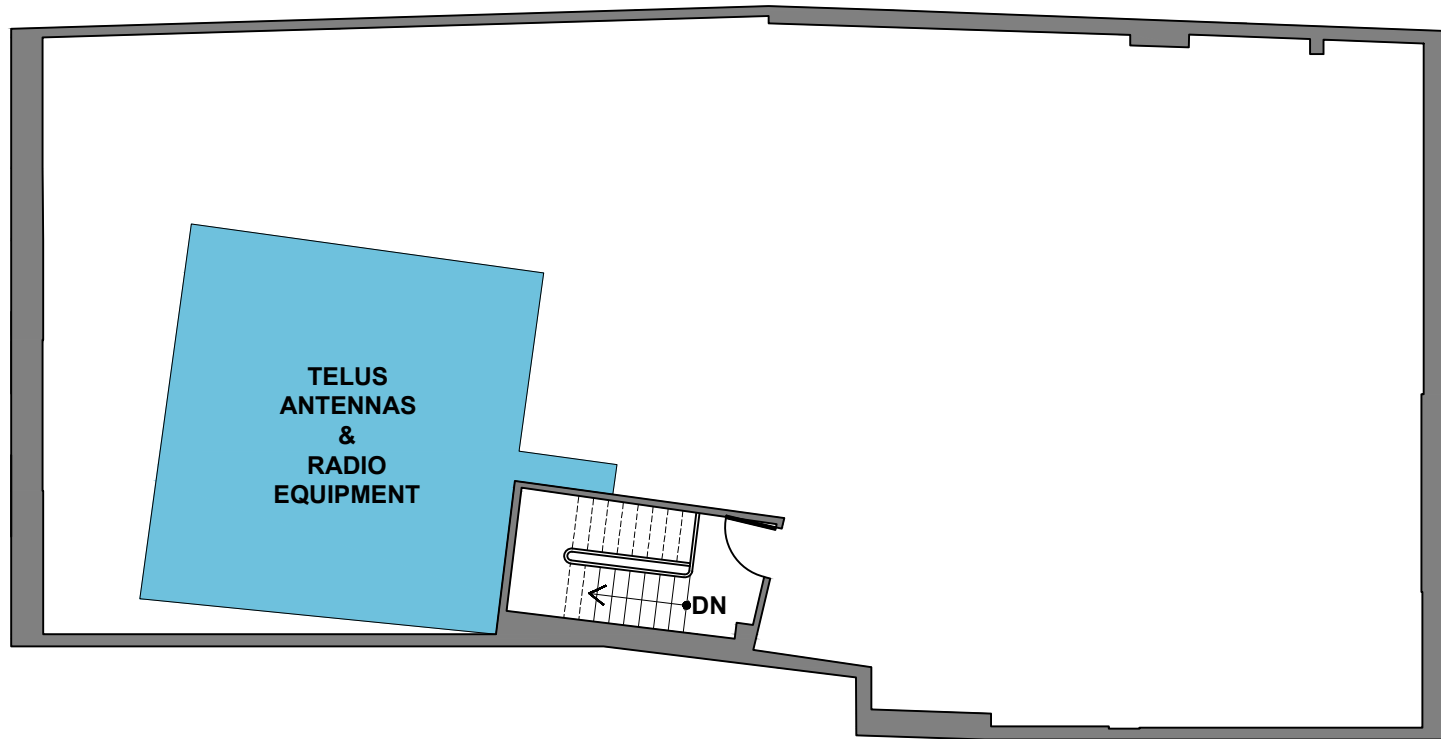 TELUS
ANTENNAS
&
RADIO
EQUIPMENT
DN